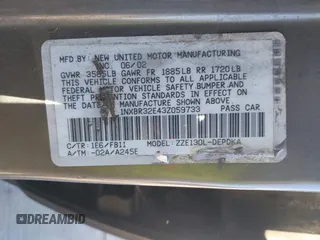 MFD. BY: NEW UNITED MOTOR MANUFACTURING
INC. 06/02
GVWR 3585LB GAWR FR 1885LB RR 1720LB
THIS VEHICLE CONFORMS TO ALL APPLICABLE
FEDERAL MOTOR VEHICLE SAFETY, BUMPER AND
THEFT PREVENTION STANDARDS IN EFFECT ON
THE DATE OF MANUFACTURE SHOWN ABOVE.
1NXBR32E43Z059733 PASS CAR
C/TR: 1E6/FB11 MODEL: ZZE130L-DEPDKA
A/TM: -02A/A245E
DREAMBID